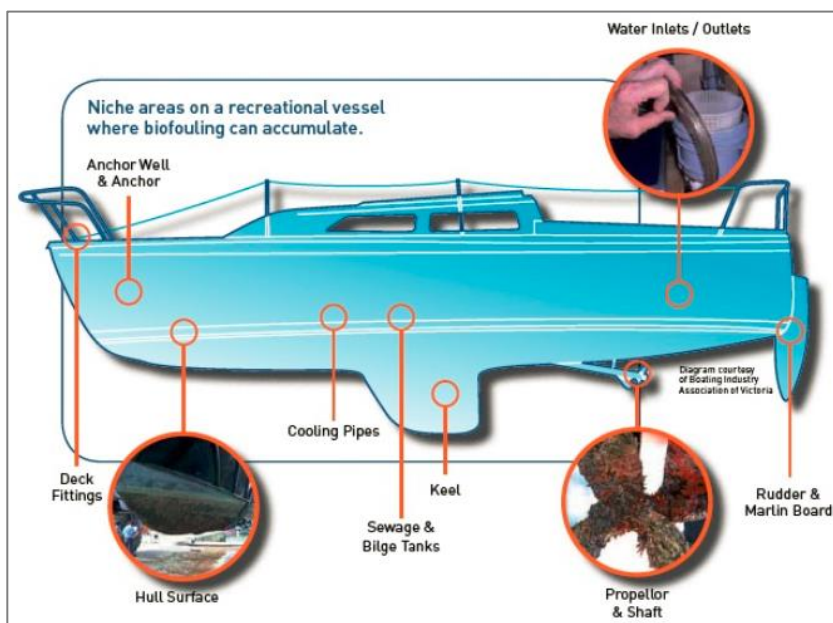 Water Inlets / Outlets
Niche areas on a recreational vessel
where biofouling can accumulate.
Anchor Well
& Anchor
Diagram courtesy
of Boating Industry
Association of Victoria
Cooling Pipes
Deck
Fittings
Keel
Rudder &
Marlin Board
Sewage &
Bilge Tanks
Hull Surface
Propellor
& Shaft